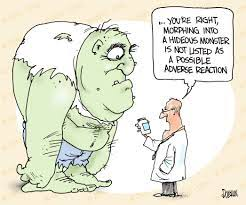 ... YOU'RE RIGHT,
MORPHING INTO
A HIDEOUS MONSTER
IS NOT LISTED AS
A POSSIBLE
ADVERSE REACTION